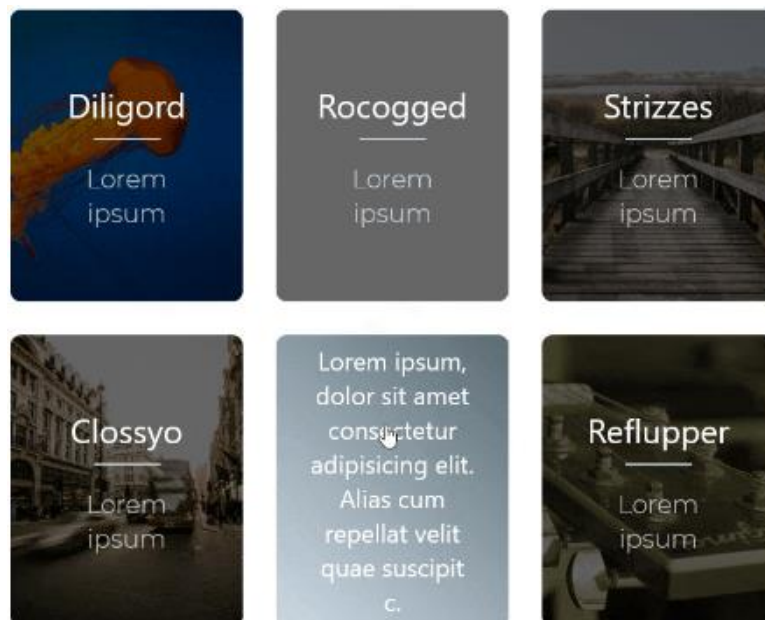 Diligord
Lorem
ipsum
Rocogged
Lorem
ipsum
Strizzes
Lorem
ipsum
Clossyo
Lorem
ipsum
Lorem ipsum,
dolor sit amet
consectetur
adipisicing elit.
Alias cum
repellat velit
quae suscipit
c.
Reflupper
Lorem
ipsum